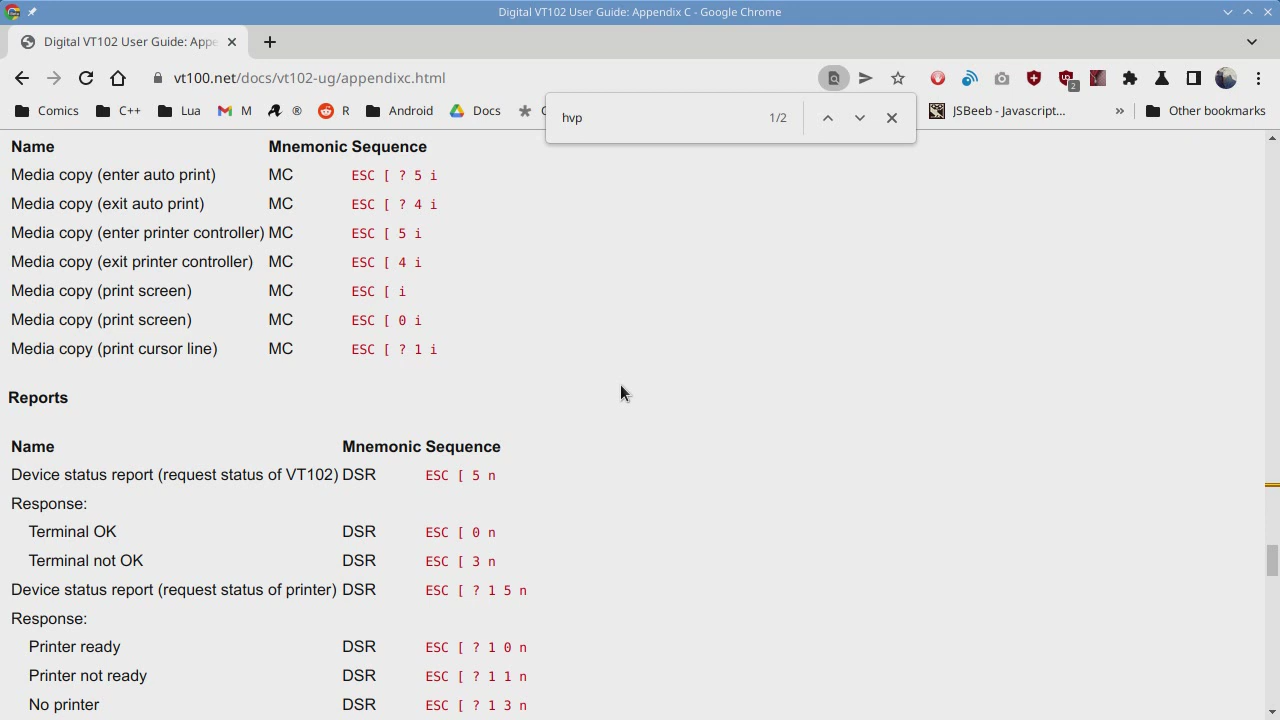 Digital VT102 User Guide: Appendix C - Google Chrome
Digital VT102 User Guide: Appe
vt100.net/docs/vt102-ug/appendixc.html
2
Comics C++ Lua M ® R Android Docs C JSBeeb - Javascript... » Other bookmarks
hvp 1/2
Name Mnemonic Sequence
Media copy (enter auto print) MC ESC [ ? 5 i
Media copy (exit auto print) MC ESC [ ? 4 i
Media copy (enter printer controller) MC ESC [ 5 i
Media copy (exit printer controller) MC ESC [ 4 i
Media copy (print screen) MC ESC [ i
Media copy (print screen) MC ESC [ 0 i
Media copy (print cursor line) MC ESC [ ? 1 i
Reports
Name Mnemonic Sequence
Device status report (request status of VT102) DSR ESC [ 5 n
Response:
Terminal OK DSR ESC [ 0 n
Terminal not OK DSR ESC [ 3 n
Device status report (request status of printer) DSR ESC [ ? 1 5 n
Response:
Printer ready DSR ESC [ ? 1 0 n
Printer not ready DSR ESC [ ? 1 1 n
No printer DSR ESC [ ? 1 3 n